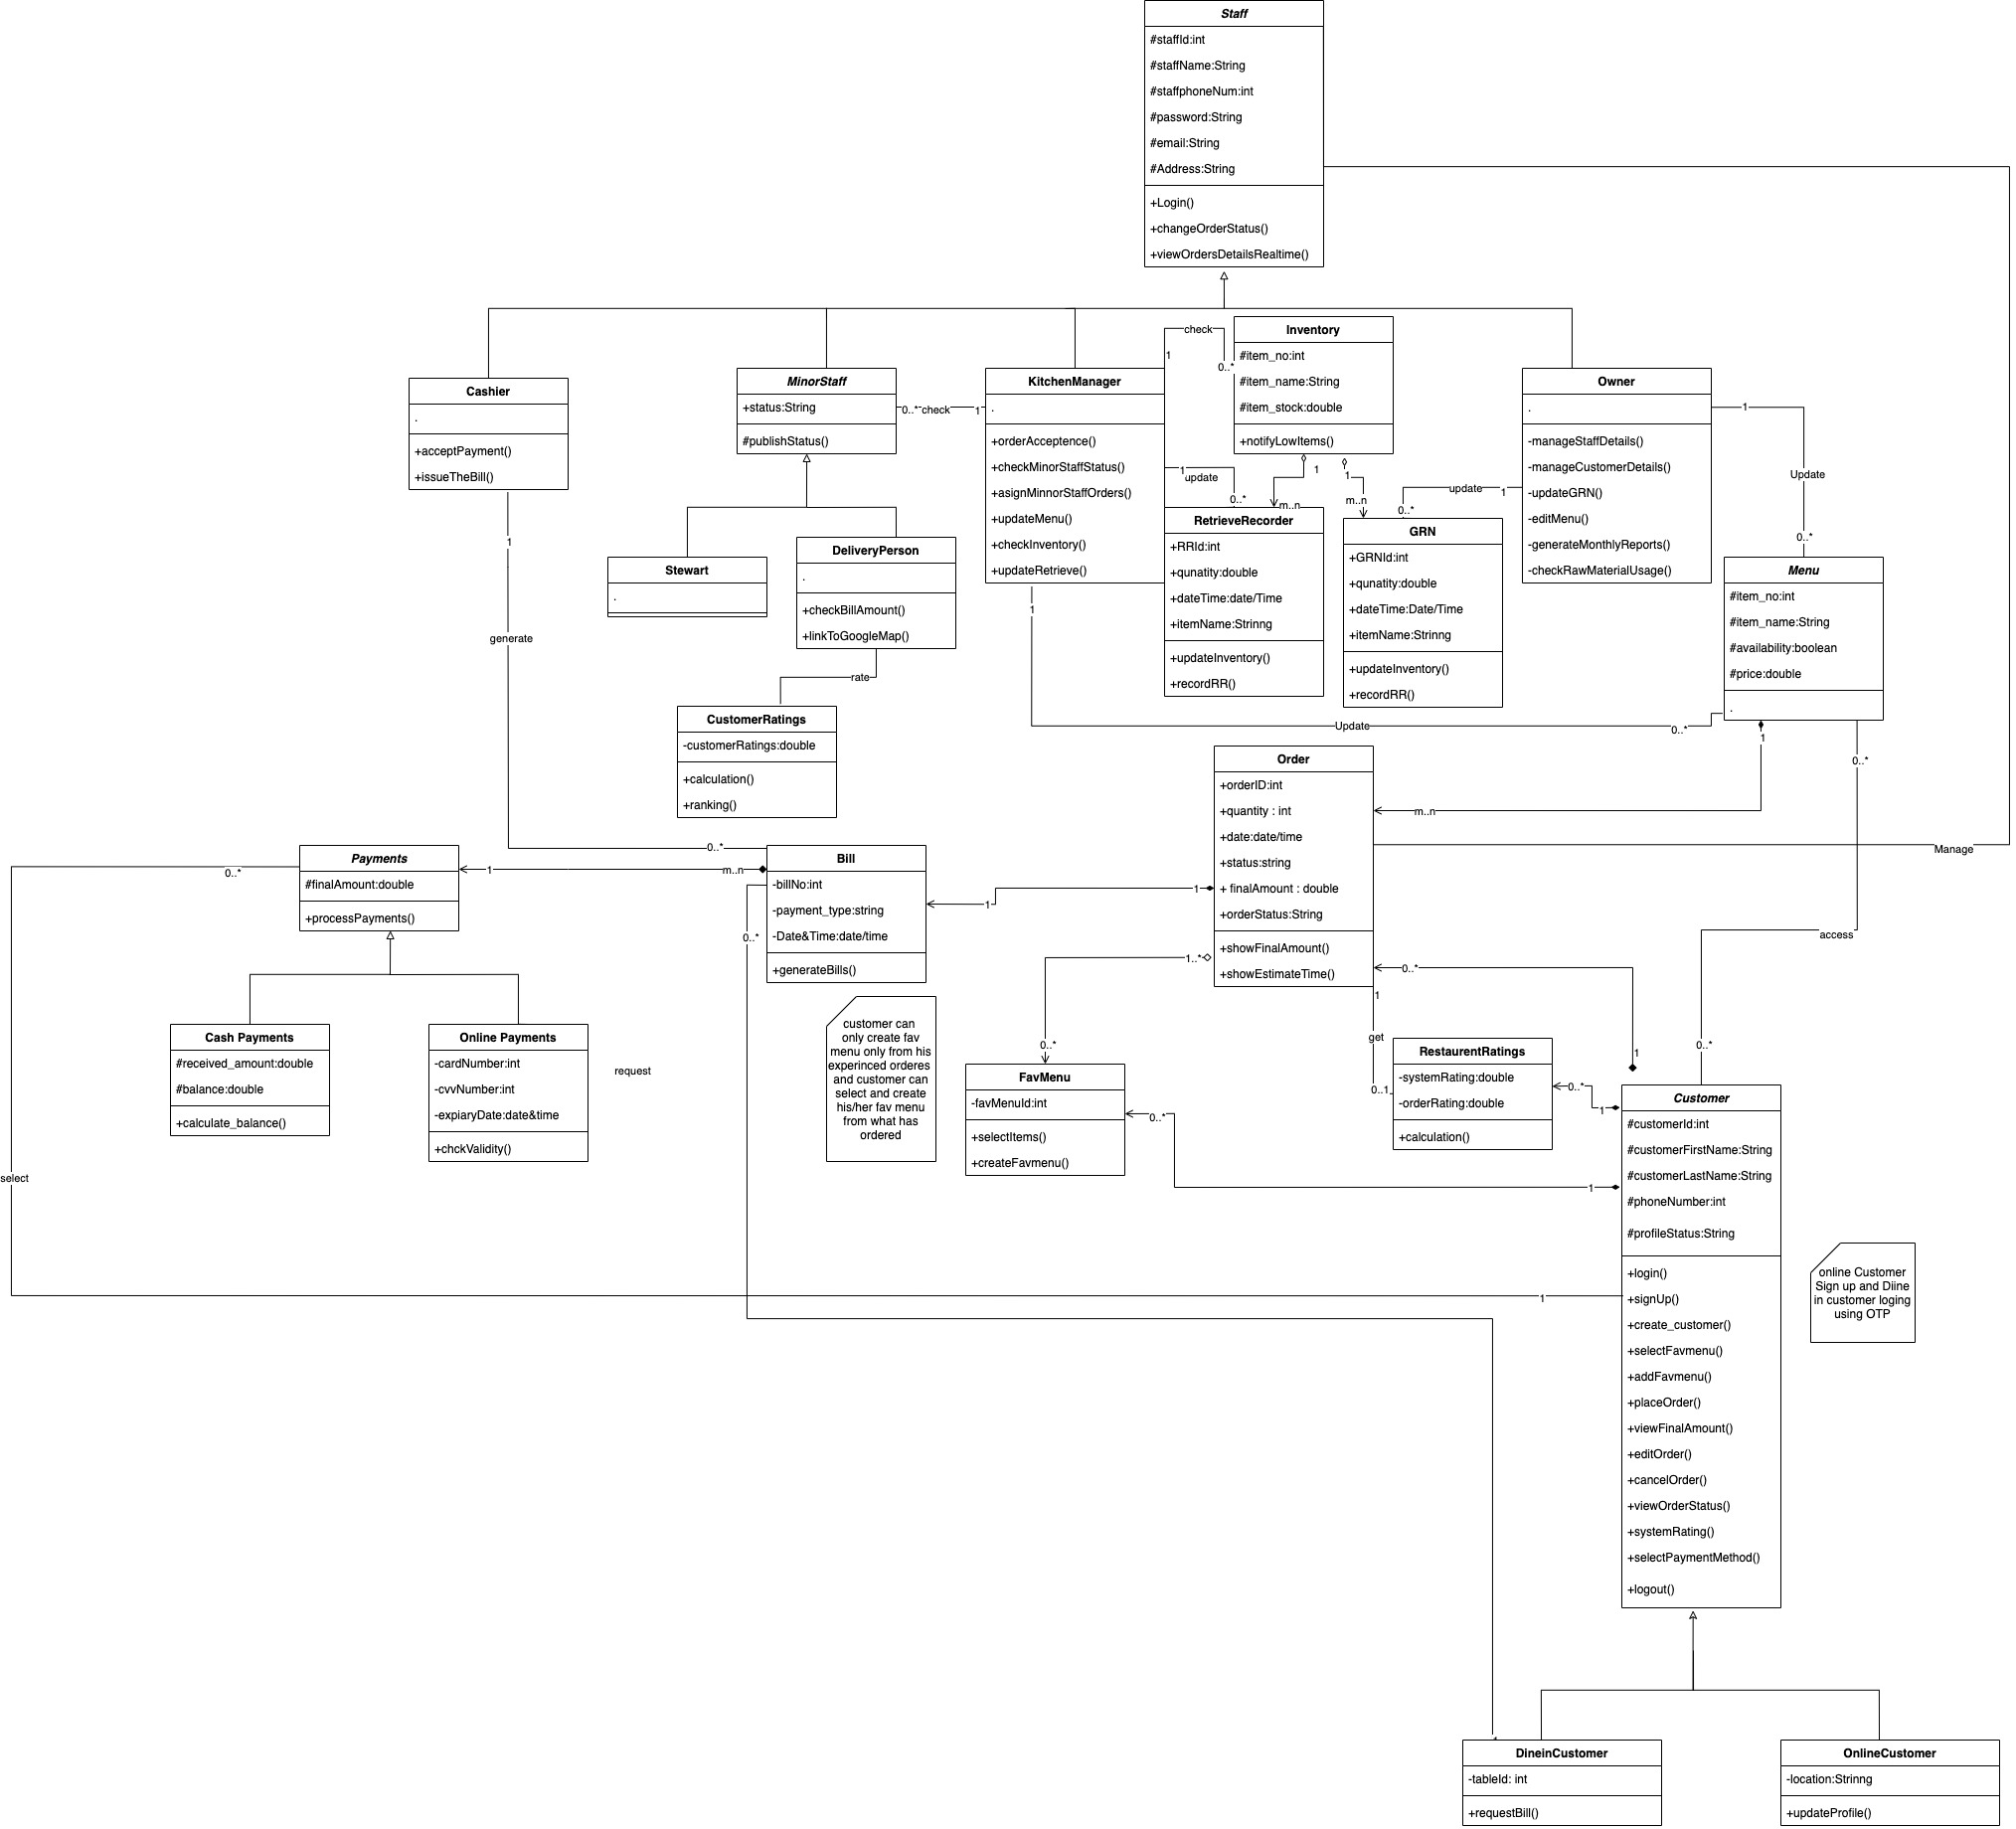 Staff
#staffId:int
#staffName:String
#staffphoneNum:int
#password:String
#email:String
#Address:String
+Login()
+changeOrderStatus()
+viewOrdersDetailsRealtime()
Cashier
.
+acceptPayment()
+issueTheBill()
MinorStaff
+status:String
#publishStatus()
0..*
check
1
KitchenManager
.
+orderAcceptence()
+checkMinorStaffStatus()
+asignMinnorStaffOrders()
+updateMenu()
+checkInventory()
+updateRetrieve()
check
1
0..*
Inventory
#item_no:int
#item_name:String
#item_stock:double
+notifyLowItems()
Owner
.
-manageStaffDetails()
-manageCustomerDetails()
-updateGRN()
-editMenu()
-generateMonthlyReports()
-checkRawMaterialUsage()
1
Update
0..*
1
update
0..*
1
m..n
1
m..n
update
1
0..*
RetrieveRecorder
+RRId:int
+qunatity:double
+dateTime:date/Time
+itemName:Strinng
+updateInventory()
+recordRR()
GRN
+GRNId:int
+qunatity:double
+dateTime:Date/Time
+itemName:Strinng
+updateInventory()
+recordRR()
Menu
#item_no:int
#item_name:String
#availability:boolean
#price:double
.
Stewart
.
DeliveryPerson
.
+checkBillAmount()
+linkToGoogleMap()
rate
CustomerRatings
-customerRatings:double
+calculation()
+ranking()
1
generate
0..*
1
Update
0..*
1
m..n
0..*
access
0..*
Manage
Order
+orderID:int
+quantity : int
+date:date/time
+status:string
+ finalAmount : double
+orderStatus:String
+showFinalAmount()
+showEstimateTime()
Payments
#finalAmount:double
+processPayments()
0..*
1
m..n
Bill
-billNo:int
-payment_type:string
-Date&Time:date/time
+generateBills()
1
1
0..*
1..*
0..*
0..*
1
1
get
0..1
Cash Payments
#received_amount:double
#balance:double
+calculate_balance()
Online Payments
-cardNumber:int
-cvvNumber:int
-expiaryDate:date&time
+chckValidity()
request
customer can
only create fav
menu only from his
experinced orderes
and customer can
select and create
his/her fav menu
from what has
ordered
FavMenu
-favMenuId:int
+selectItems()
+createFavmenu()
0..*
1
RestaurentRatings
-systemRating:double
-orderRating:double
+calculation()
0..*
1
Customer
#customerId:int
#customerFirstName:String
#customerLastName:String
#phoneNumber:int
#profileStatus:String
+login()
+signUp()
+create_customer()
+selectFavmenu()
+addFavmenu()
+placeOrder()
+viewFinalAmount()
+editOrder()
+cancelOrder()
+viewOrderStatus()
+systemRating()
+selectPaymentMethod()
+logout()
select
1
online Customer
Sign up and Diine
in customer loging
using OTP
DineinCustomer
-tableId: int
+requestBill()
OnlineCustomer
-location:Strinng
+updateProfile()